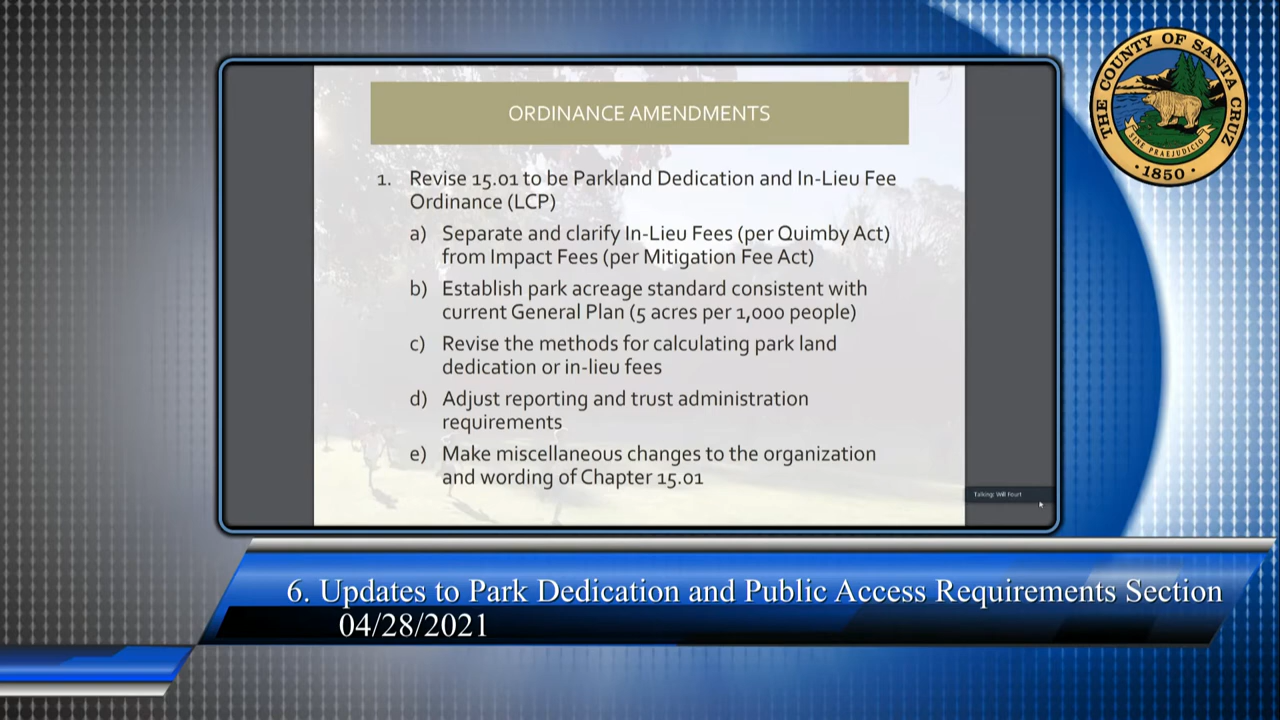 THE COUNTY OF SANTA CRUZ
SINE PRAEJUDICIO
• 1850 •
ORDINANCE AMENDMENTS
1. Revise 15.01 to be Parkland Dedication and In-Lieu Fee
Ordinance (LCP)
a) Separate and clarify In-Lieu Fees (per Quimby Act)
from Impact Fees (per Mitigation Fee Act)
b) Establish park acreage standard consistent with
current General Plan (5 acres per 1,000 people)
c) Revise the methods for calculating park land
dedication or in-lieu fees
d) Adjust reporting and trust administration
requirements
e) Make miscellaneous changes to the organization
and wording of Chapter 15.01
Talking: Will Fourt
6. Updates to Park Dedication and Public Access Requirements Section
04/28/2021